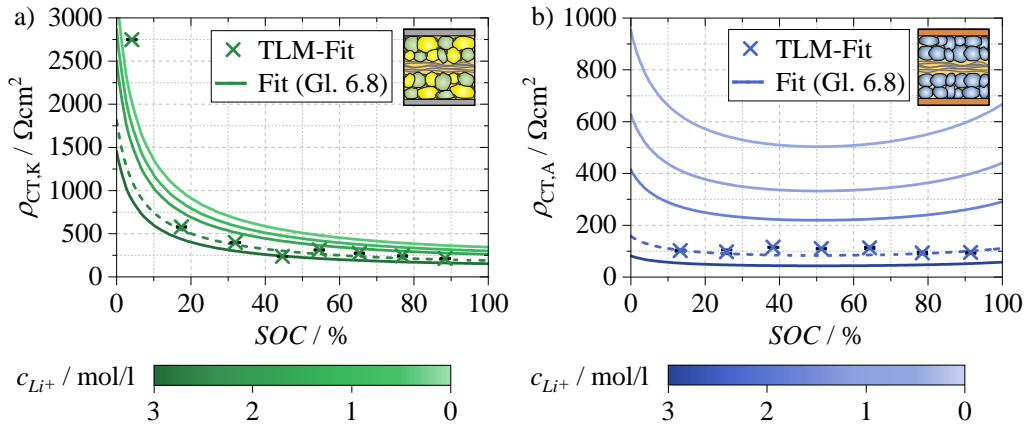 a)
3000
2500
2000
1500
1000
500
0
ρCT,K / Ωcm²
TLM-Fit
Fit (Gl. 6.8)
0 20 40 60 80 100
SOC / %
cLi⁺ / mol/l
3 2 1 0
b)
1000
800
600
400
200
0
ρCT,A / Ωcm²
TLM-Fit
Fit (Gl. 6.8)
0 20 40 60 80 100
SOC / %
cLi⁺ / mol/l
3 2 1 0